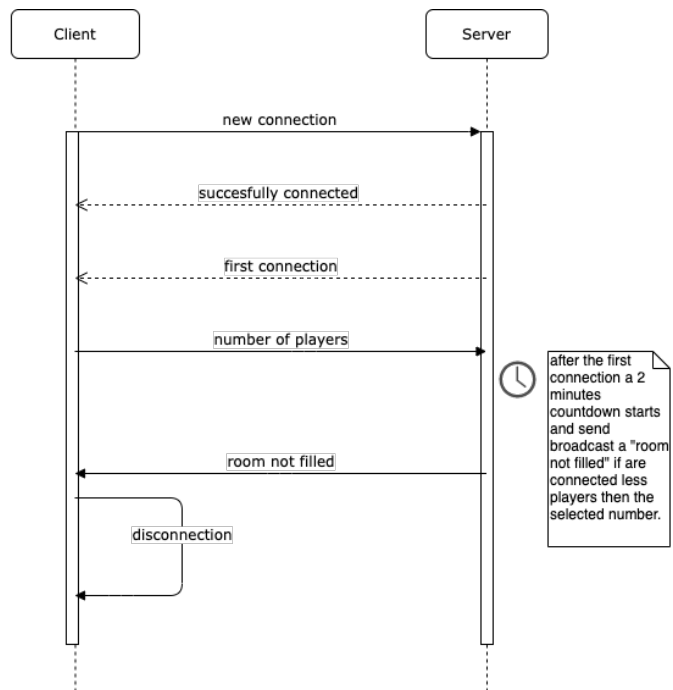 Client
Server
new connection
succesfully connected
first connection
number of players
after the first
connection a 2
minutes
countdown starts
and send
broadcast a "room
not filled" if are
connected less
players then the
selected number.
room not filled
disconnection